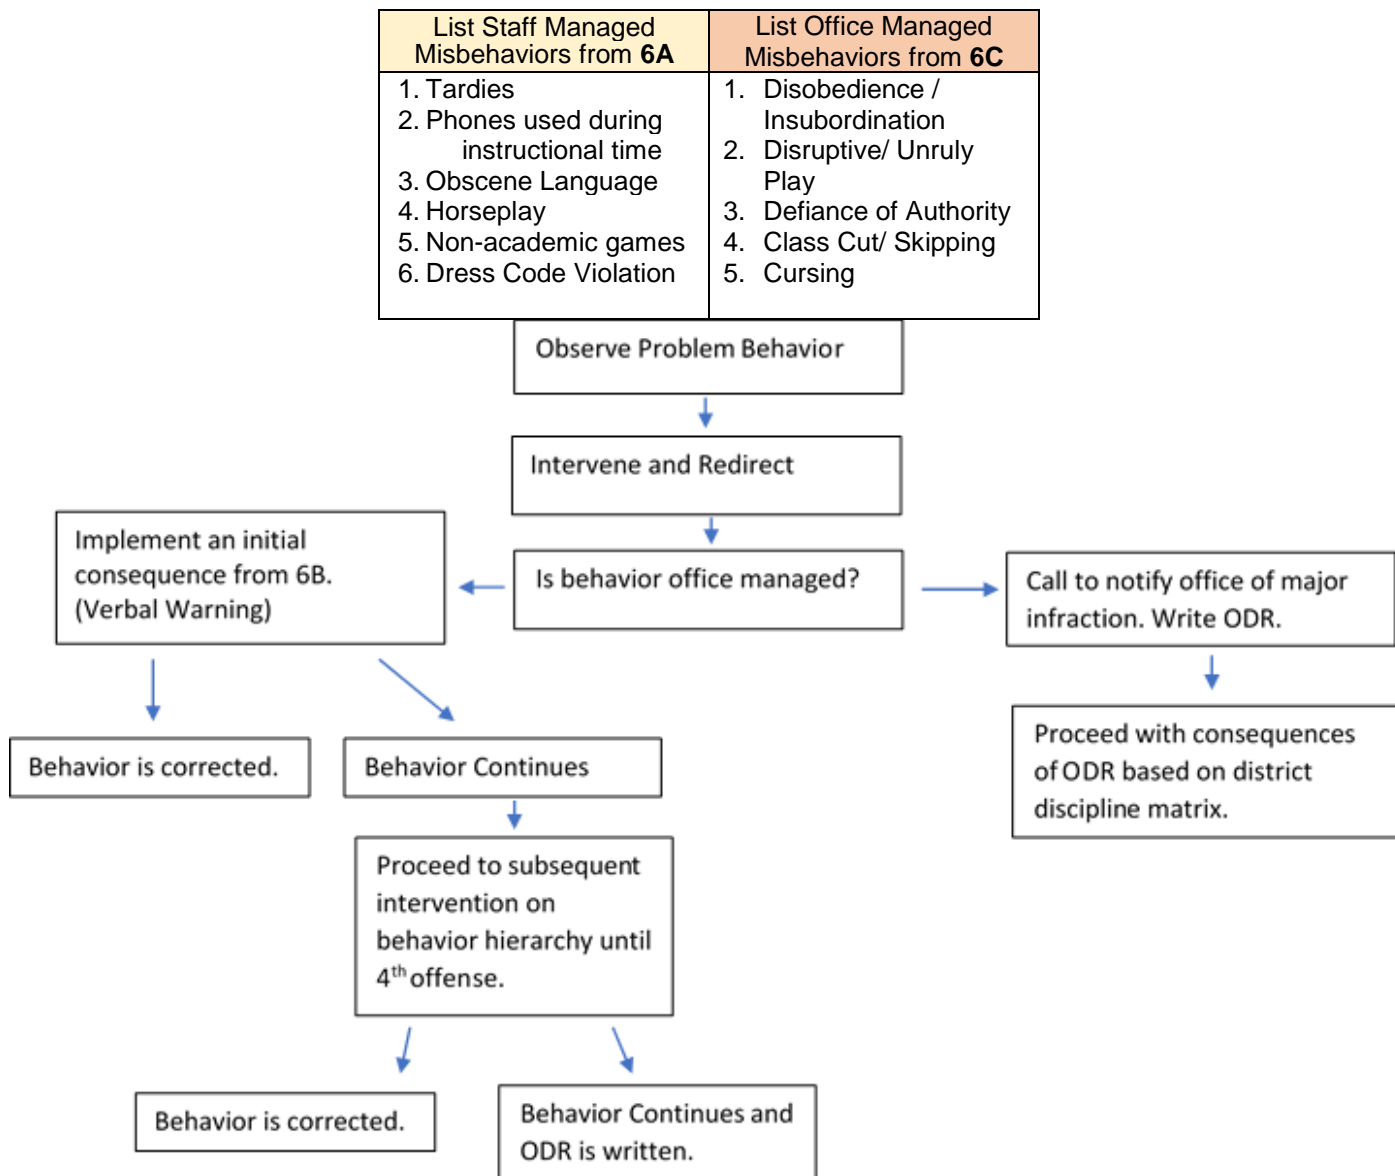 List Staff Managed
Misbehaviors from 6A
List Office Managed
Misbehaviors from 6C
1. Tardies
2. Phones used during
instructional time
3. Obscene Language
4. Horseplay
5. Non-academic games
6. Dress Code Violation
1. Disobedience /
Insubordination
2. Disruptive/ Unruly
Play
3. Defiance of Authority
4. Class Cut/ Skipping
5. Cursing
Observe Problem Behavior
Intervene and Redirect
Is behavior office managed?
Implement an initial
consequence from 6B.
(Verbal Warning)
Call to notify office of major
infraction. Write ODR.
Behavior is corrected.
Behavior Continues
Proceed with consequences
of ODR based on district
discipline matrix.
Proceed to subsequent
intervention on
behavior hierarchy until
4th offense.
Behavior is corrected.
Behavior Continues and
ODR is written.